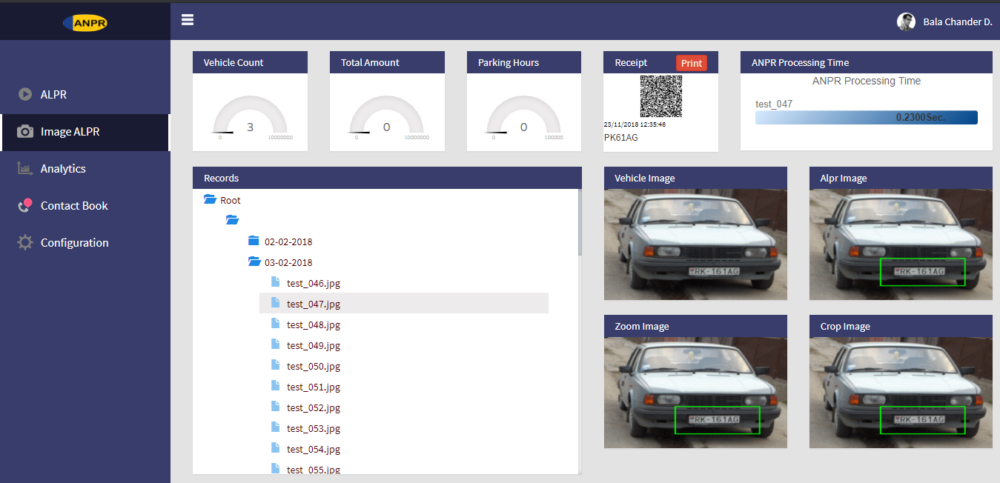 ANPR
Bala Chander D.
ALPR
Image ALPR
Analytics
Contact Book
Configuration
Vehicle Count
3
0
10000000
Total Amount
0
0
10000000
Parking Hours
0
0
100000
Receipt
Print
23/11/2018 12:35:46
PK61AG
ANPR Processing Time
ANPR Processing Time
test_047
0.2300Sec.
Records
Root
02-02-2018
03-02-2018
test_046.jpg
test_047.jpg
test_048.jpg
test_049.jpg
test_050.jpg
test_051.jpg
test_052.jpg
test_053.jpg
test_054.jpg
test_055.jpg
Vehicle Image
RK-161AG
Alpr Image
RK-161AG
Zoom Image
RK-161AG
Crop Image
RK-161AG